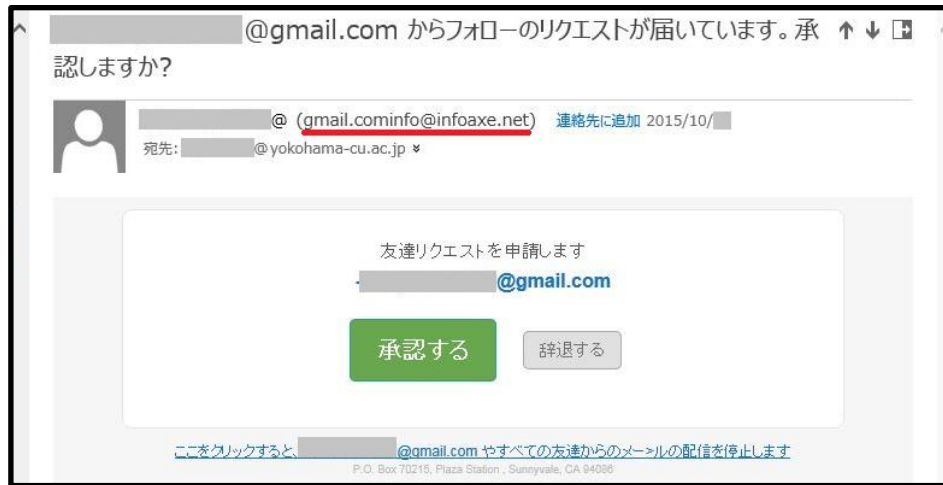 @gmail.com からフォローのリクエストが届いています。承
認しますか?
@ (gmail.cominfo@infoaxe.net) 連絡先に追加 2015/10/
宛先: @yokohama-cu.ac.jp
友達リクエストを申請します
@gmail.com
承認する 辞退する
ここをクリックすると、 @gmail.com やすべての友達からのメー>ルの配信を停止します
P.O. Box 70215, Plaza Station , Sunnyvale, CA 94086